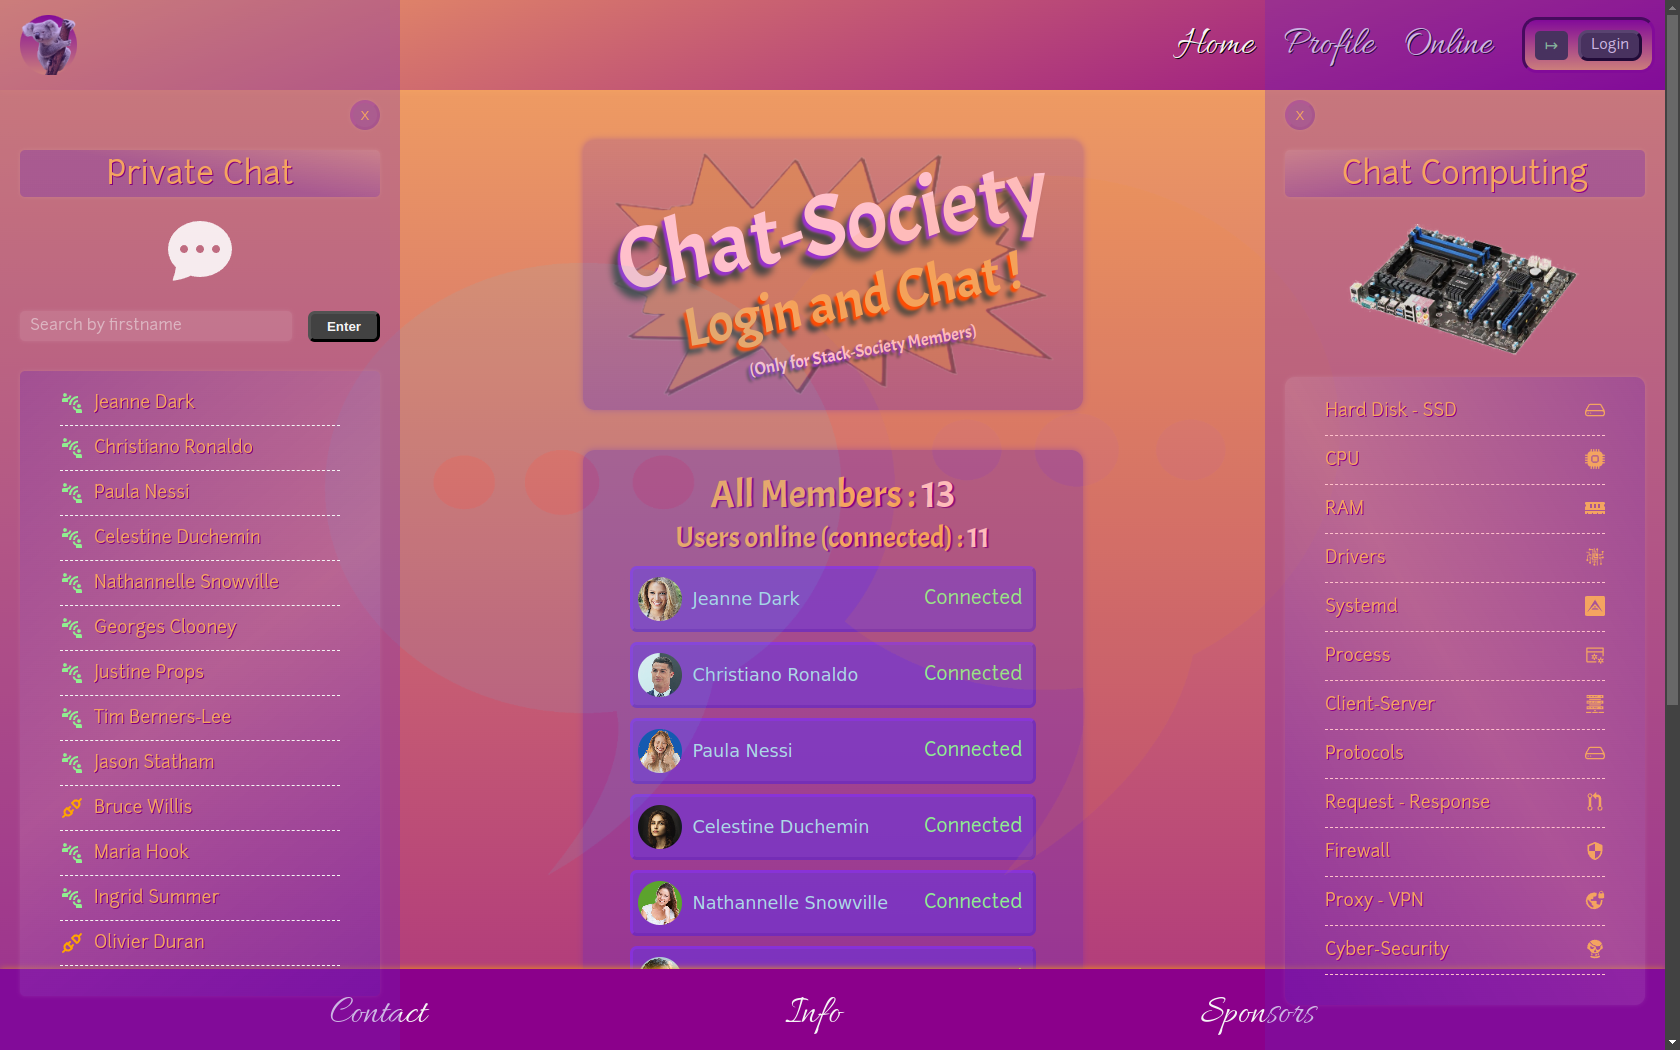 Home Profile Online ↦ Login
X
Private Chat
Search by firstname Enter
Jeanne Dark
Christiano Ronaldo
Paula Nessi
Celestine Duchemin
Nathannelle Snowville
Georges Clooney
Justine Props
Tim Berners-Lee
Jason Statham
Bruce Willis
Maria Hook
Ingrid Summer
Olivier Duran
Chat-Society
Login and Chat !
(Only for Stack-Society Members)
All Members : 13
Users online (connected) : 11
Jeanne Dark Connected
Christiano Ronaldo Connected
Paula Nessi Connected
Celestine Duchemin Connected
Nathannelle Snowville Connected
X
Chat Computing
Hard Disk - SSD
CPU
RAM
Drivers
Systemd
Process
Client-Server
Protocols
Request - Response
Firewall
Proxy - VPN
Cyber-Security
Contact Info Sponsors